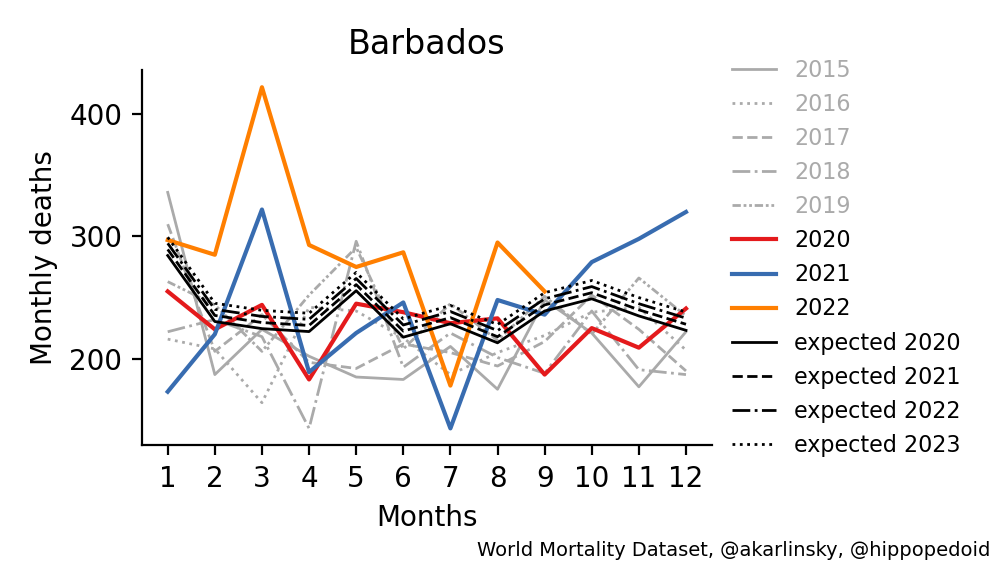 Barbados
Monthly deaths
400
300
200
1 2 3 4 5 6 7 8 9 10 11 12
Months
2015
2016
2017
2018
2019
2020
2021
2022
expected 2020
expected 2021
expected 2022
expected 2023
World Mortality Dataset, @akarlinsky, @hippopedoid